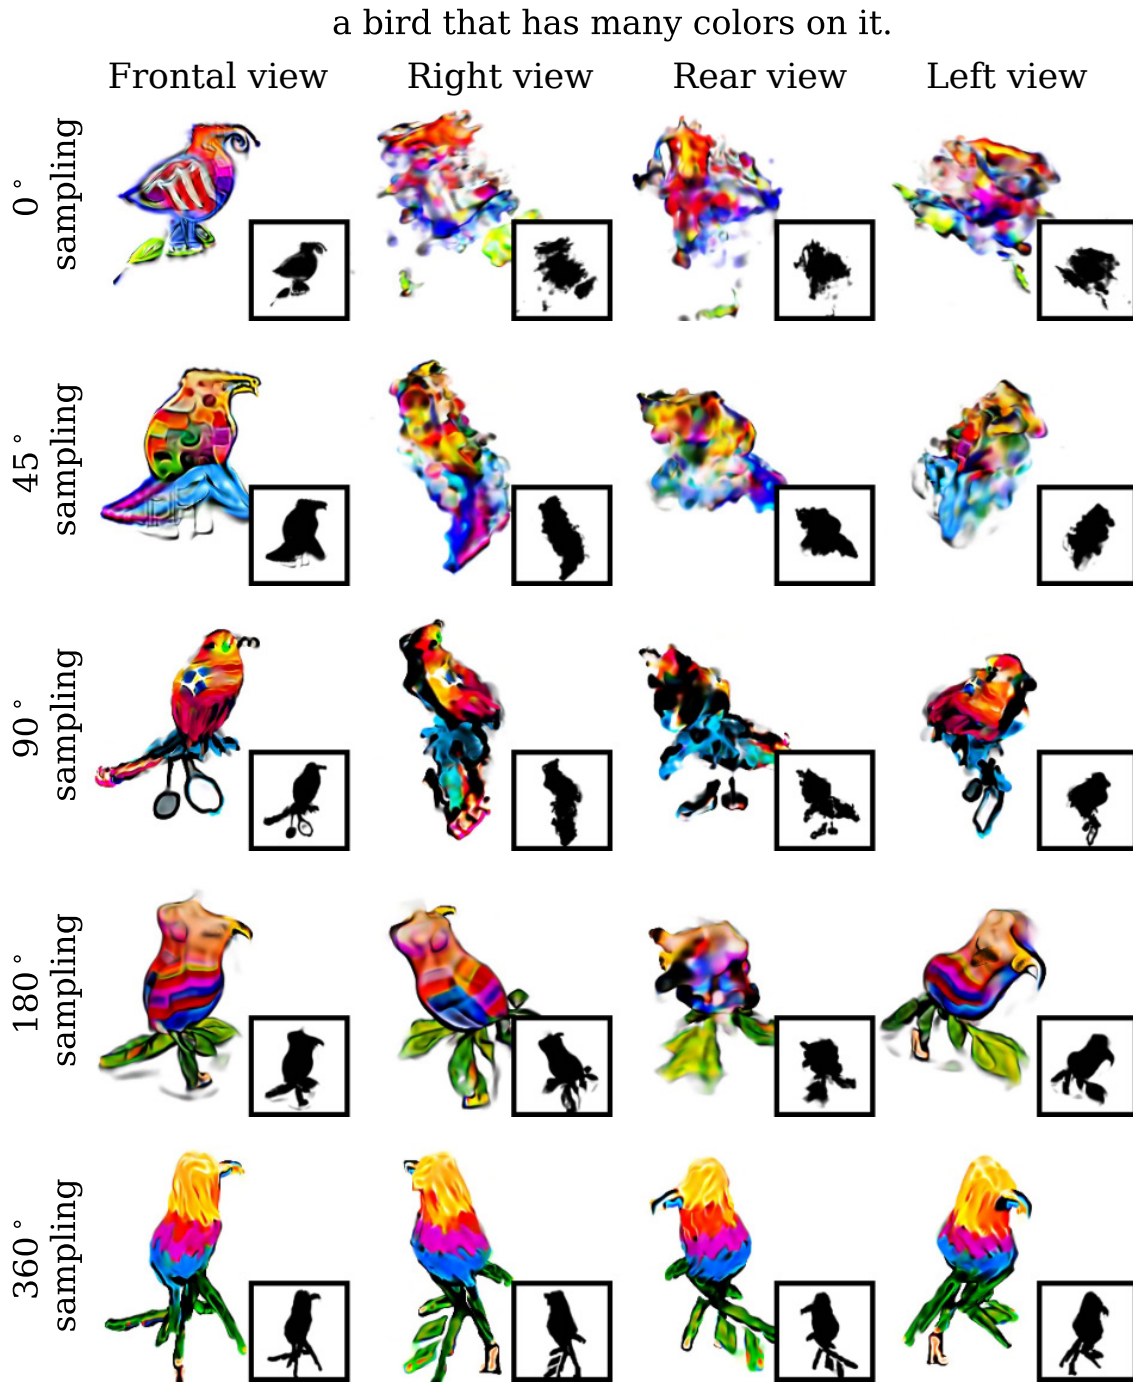 a bird that has many colors on it.
Frontal view
Right view
Rear view
Left view
0°
sampling
45°
sampling
90°
sampling
180°
sampling
360°
sampling